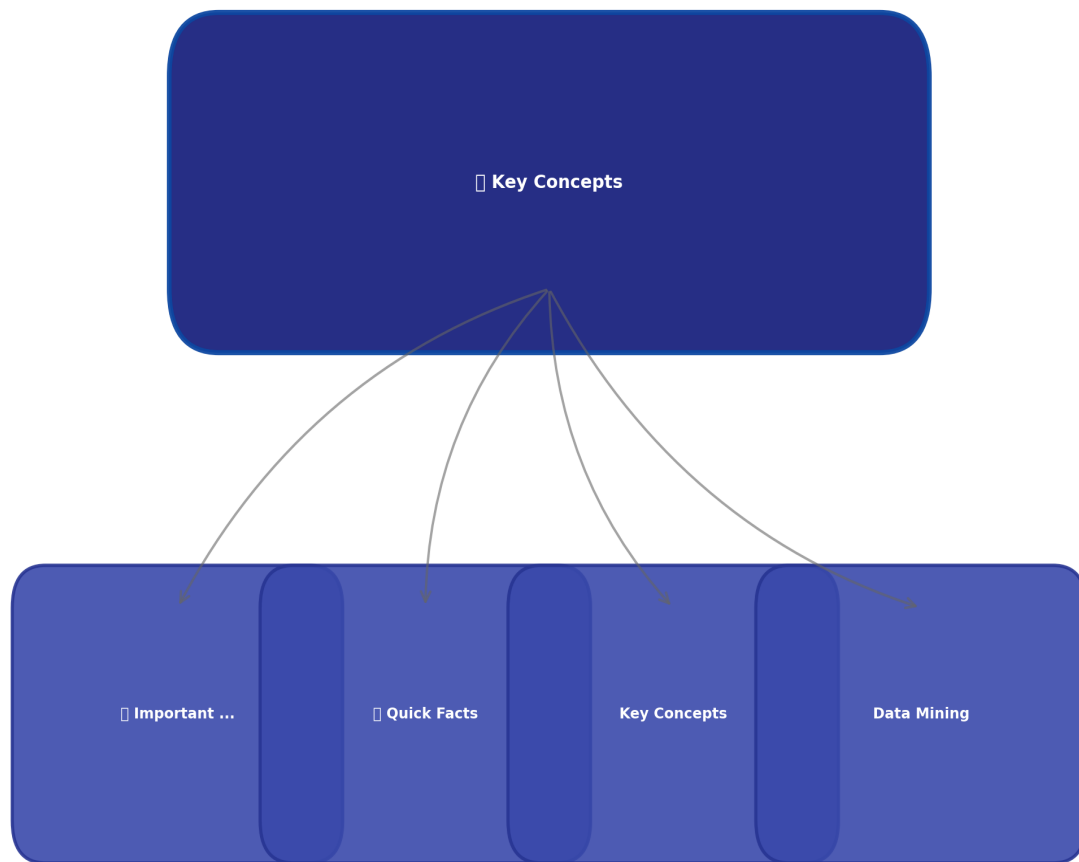 Key Concepts
Important ...
Quick Facts
Key Concepts
Data Mining